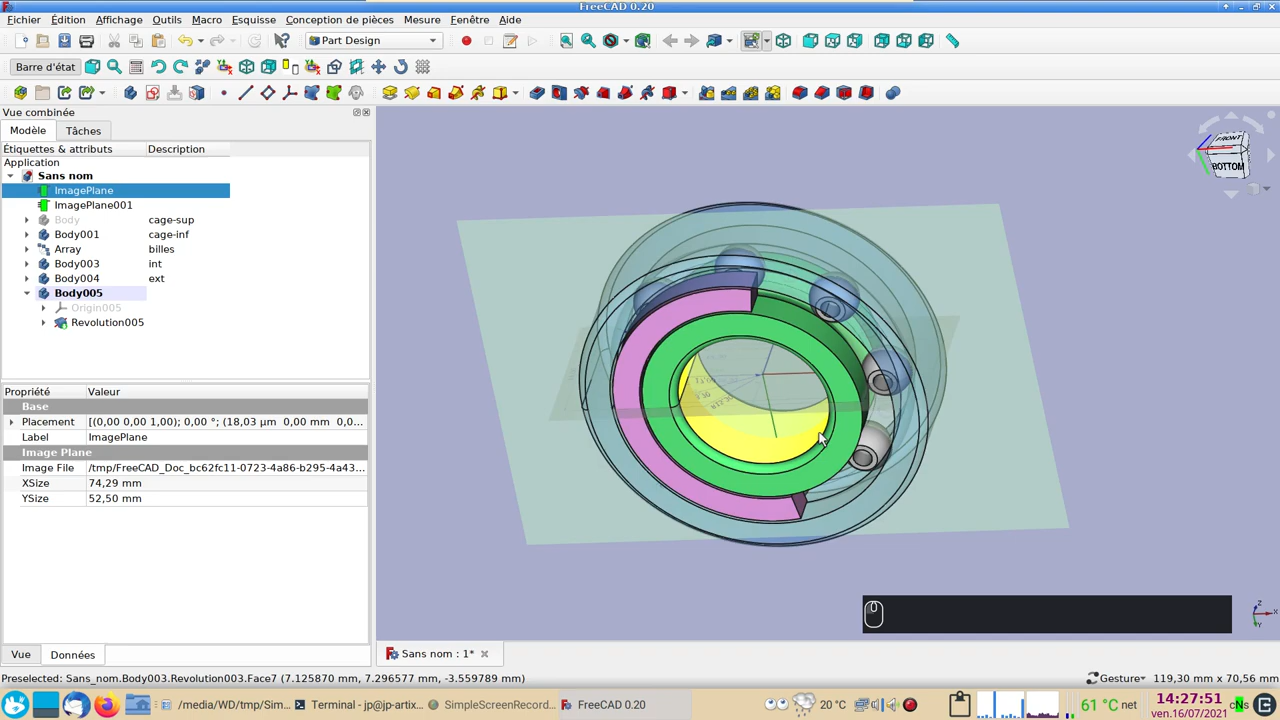 FreeCAD 0.20
Fichier Édition Affichage Outils Macro Esquisse Conception de pièces Mesure Fenêtre Aide
Part Design
Barre d'état
Vue combinée
Modèle Tâches
Étiquettes & attributs Description
Application
Sans nom
ImagePlane
ImagePlane001
Body cage-sup
Body001 cage-inf
Array billes
Body003 int
Body004 ext
Body005
Origin005
Revolution005
FRONT
BOTTOM
Propriété Valeur
Base
Placement [(0,00 0,00 1,00); 0,00 °; (18,03 µm 0,00 mm 0,0...
Label ImagePlane
Image Plane
Image File /tmp/FreeCAD_Doc_bc62fc11-0723-4a86-b295-4a43...
XSize 74,29 mm
YSize 52,50 mm
Z
X
Y
Vue Données
Sans nom : 1*
Preselected: Sans_nom.Body003.Revolution003.Face7 (7.125870 mm, 7.296577 mm, -3.559789 mm)
Gesture 119,30 mm x 70,56 mm
/media/WD/tmp/Sim... Terminal - jp@jp-artix... SimpleScreenRecord... FreeCAD 0.20
20 °C
61 °C net
14:27:51
ven.16/07/2021